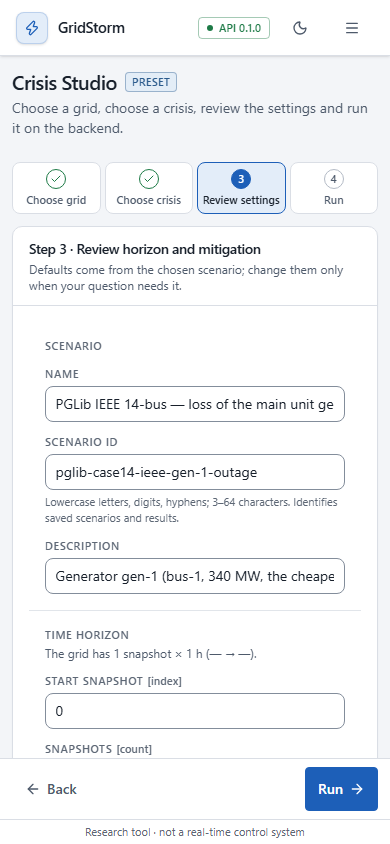 GridStorm
API 0.1.0
Crisis Studio PRESET
Choose a grid, choose a crisis, review the settings and run
it on the backend.
Choose grid
Choose crisis
3
Review settings
4
Run
Step 3 · Review horizon and mitigation
Defaults come from the chosen scenario; change them only
when your question needs it.
SCENARIO
NAME
PGLib IEEE 14-bus — loss of the main unit ge
SCENARIO ID
pglib-case14-ieee-gen-1-outage
Lowercase letters, digits, hyphens; 3–64 characters. Identifies
saved scenarios and results.
DESCRIPTION
Generator gen-1 (bus-1, 340 MW, the cheape
TIME HORIZON
The grid has 1 snapshot × 1 h (— → —).
START SNAPSHOT [index]
0
SNAPSHOTS [count]
← Back
Run →
Research tool · not a real-time control system